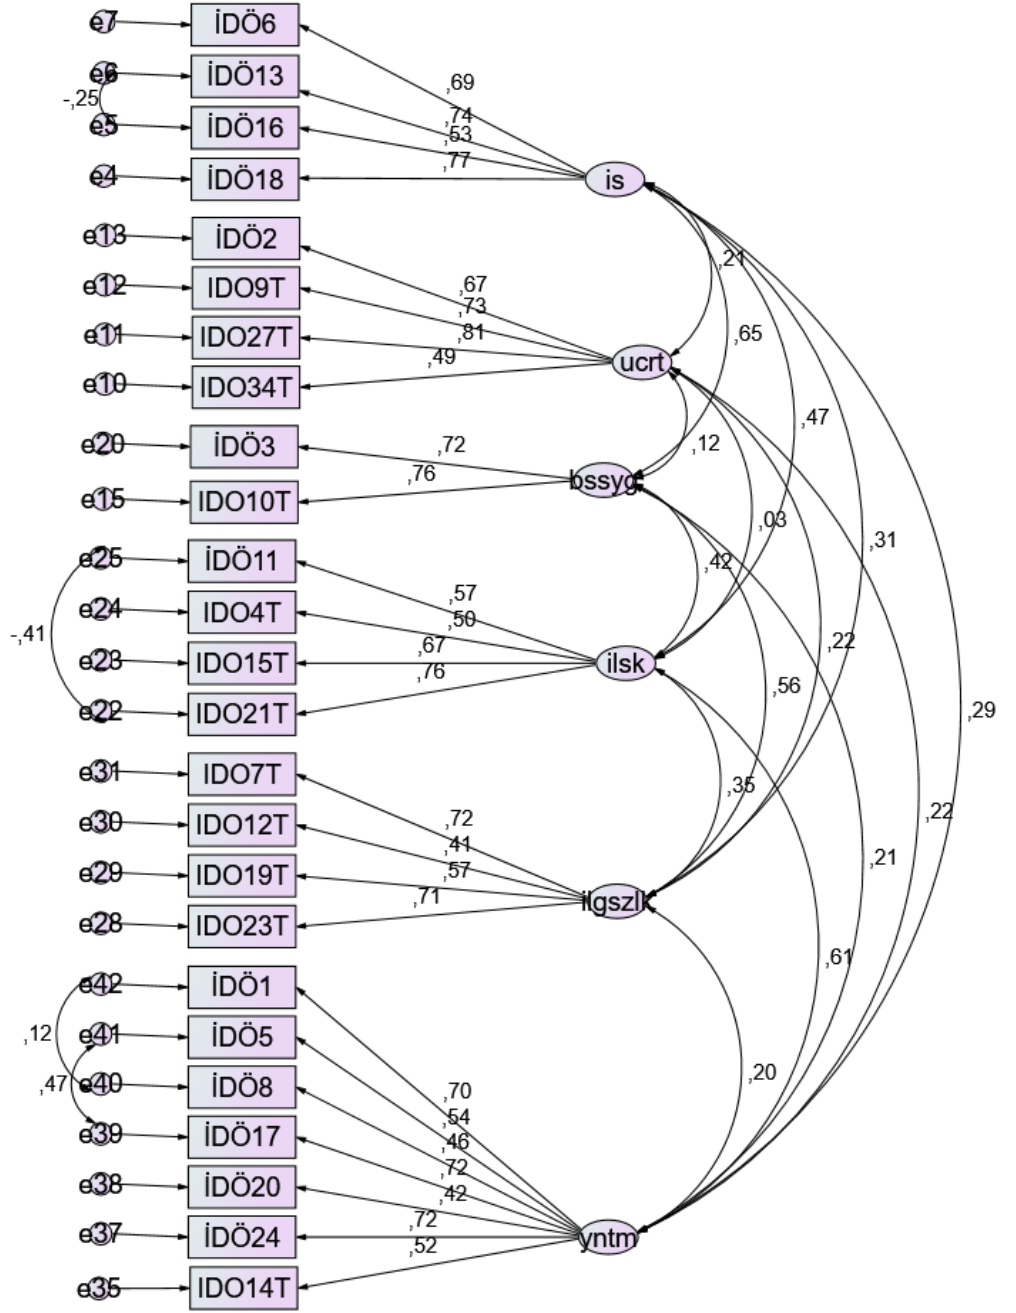 e7 İDÖ6
,69
e6 İDÖ13
-,25
,74
e5 İDÖ16
,53
,77
e4 İDÖ18
is
e13 İDÖ2
,21
e12 IDO9T
,67
,73
e11 IDO27T
,81
,65
,49
ucrt
e10 IDO34T
,47
e20 İDÖ3
,72
,12
,76
bssyg
e15 IDO10T
,03
,31
e25 İDÖ11
,42
,57
e24 IDO4T
,50
-,41
,67
,22
e23 IDO15T
,76
ilsk
,56
e22 IDO21T
,29
e31 IDO7T
,35
e30 IDO12T
,72
,22
,41
,21
e29 IDO19T
,57
,71
ilgszlk
e28 IDO23T
,61
e42 İDÖ1
,12
e41 İDÖ5
,20
,47
e40 İDÖ8
,70
,54
e39 İDÖ17
,46
,72
e38 İDÖ20
,42
,72
e37 İDÖ24
yntm
,52
e35 IDO14T